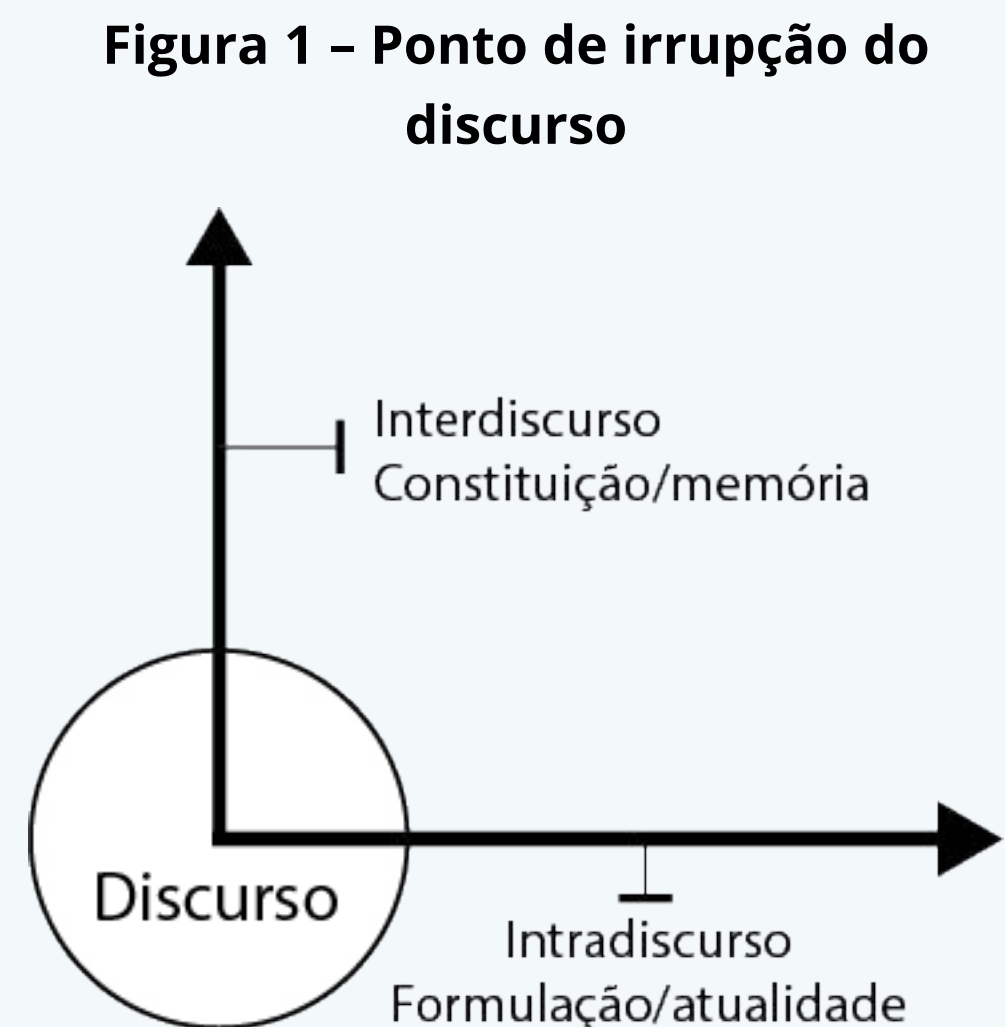 Figura 1 – Ponto de irrupção do
discurso
Interdiscurso
Constituição/memória
Discurso
Intradiscurso
Formulação/atualidade